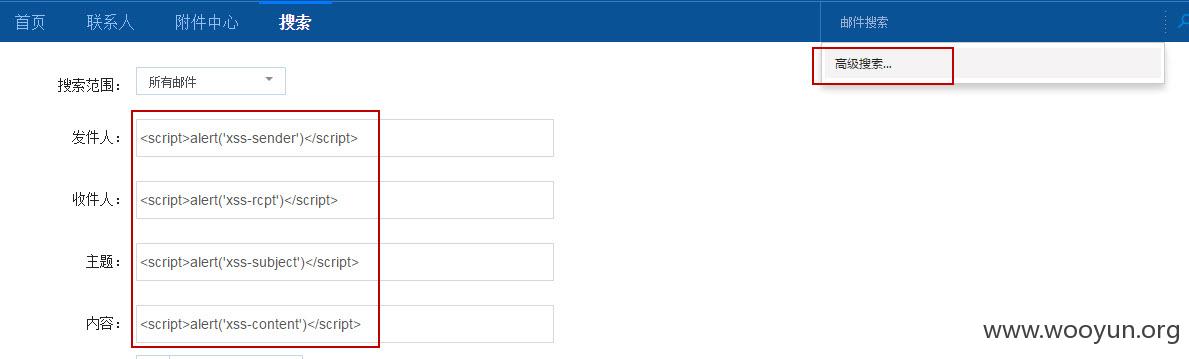 首页 联系人 附件中心 搜索 邮件搜索
高级搜索...
搜索范围： 所有邮件
发件人： <script>alert('xss-sender')</script>
收件人： <script>alert('xss-rcpt')</script>
主题： <script>alert('xss-subject')</script>
内容： <script>alert('xss-content')</script>
www.wooyun.org